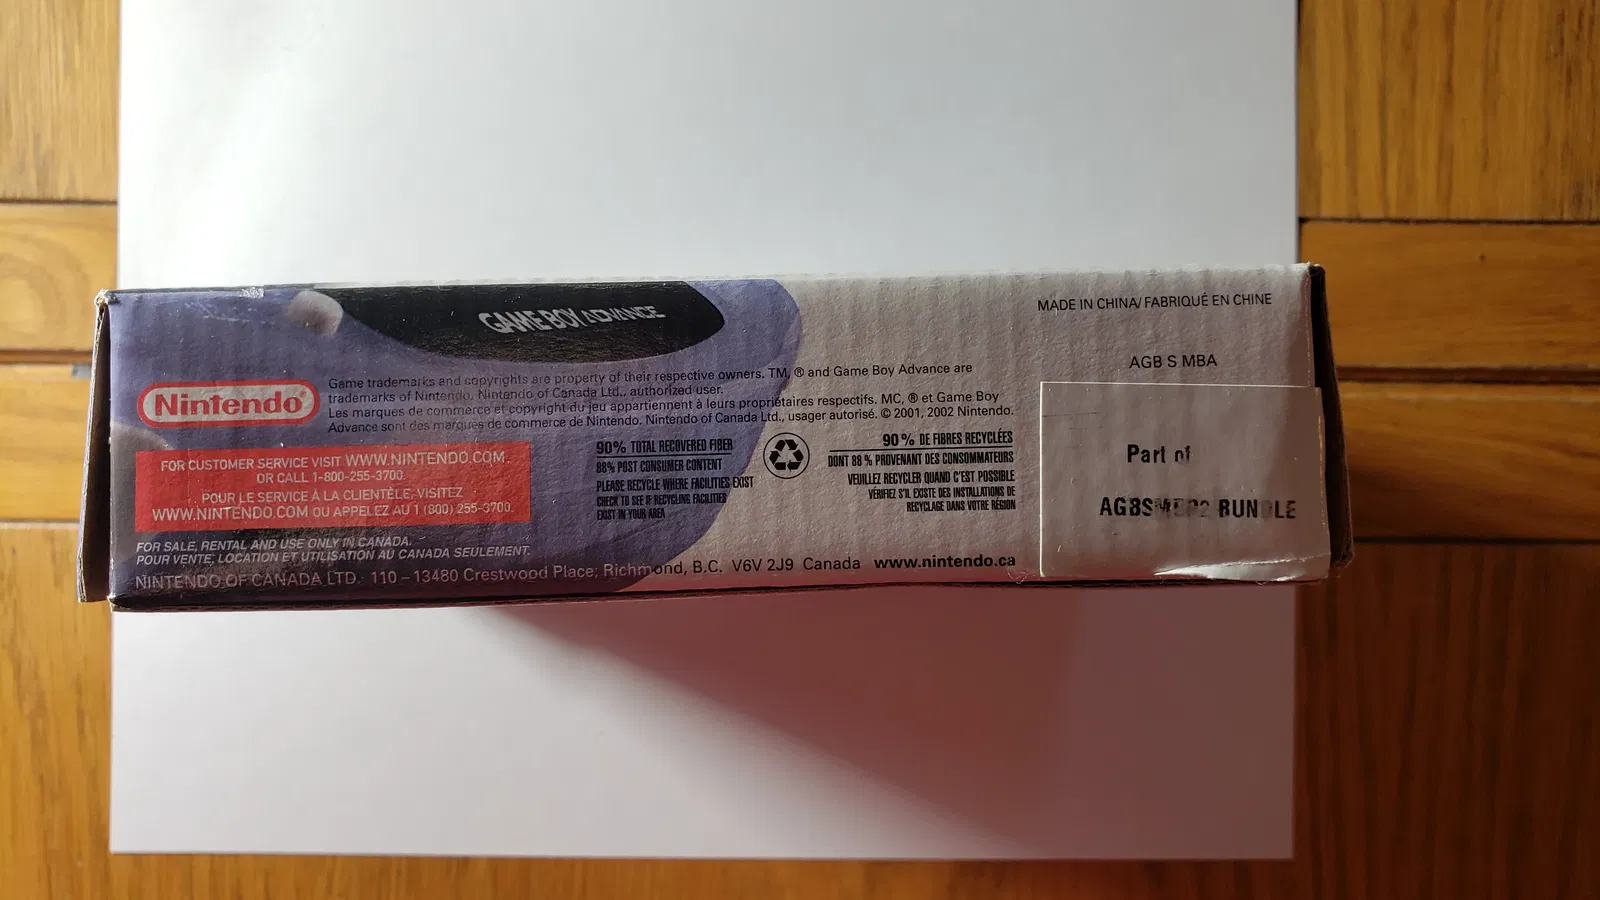 GAME BOY ADVANCE
MADE IN CHINA/ FABRIQUÉ EN CHINE
AGB S MBA
Nintendo®
Game trademarks and copyrights are property of their respective owners. TM, ® and Game Boy Advance are
trademarks of Nintendo. Nintendo of Canada Ltd., authorized user.
Les marques de commerce et copyright du jeu appartiennent à leurs propriétaires respectifs. MC, ® et Game Boy
Advance sont des marques de commerce de Nintendo. Nintendo of Canada Ltd., usager autorisé. © 2001, 2002 Nintendo.
FOR CUSTOMER SERVICE VISIT WWW.NINTENDO.COM.
OR CALL 1-800-255-3700.
POUR LE SERVICE À LA CLIENTÈLE, VISITEZ
WWW.NINTENDO.COM OU APPELEZ AU 1 (800) 255-3700.
90% TOTAL RECOVERED FIBER
88% POST CONSUMER CONTENT
PLEASE RECYCLE WHERE FACILITIES EXIST
CHECK TO SEE IF RECYCLING FACILITIES
EXIST IN YOUR AREA
90% DE FIBRES RECYCLÉES
DONT 88 % PROVENANT DES CONSOMMATEURS
VEUILLEZ RECYCLER QUAND C'EST POSSIBLE
VÉRIFIEZ S'IL EXISTE DES INSTALLATIONS DE
RECYCLAGE DANS VOTRE RÉGION
FOR SALE, RENTAL AND USE ONLY IN CANADA.
POUR VENTE, LOCATION ET UTILISATION AU CANADA SEULEMENT.
NINTENDO OF CANADA LTD. 110 – 13480 Crestwood Place; Richmond, B.C. V6V 2J9 Canada www.nintendo.ca
Part of
BUNDLE